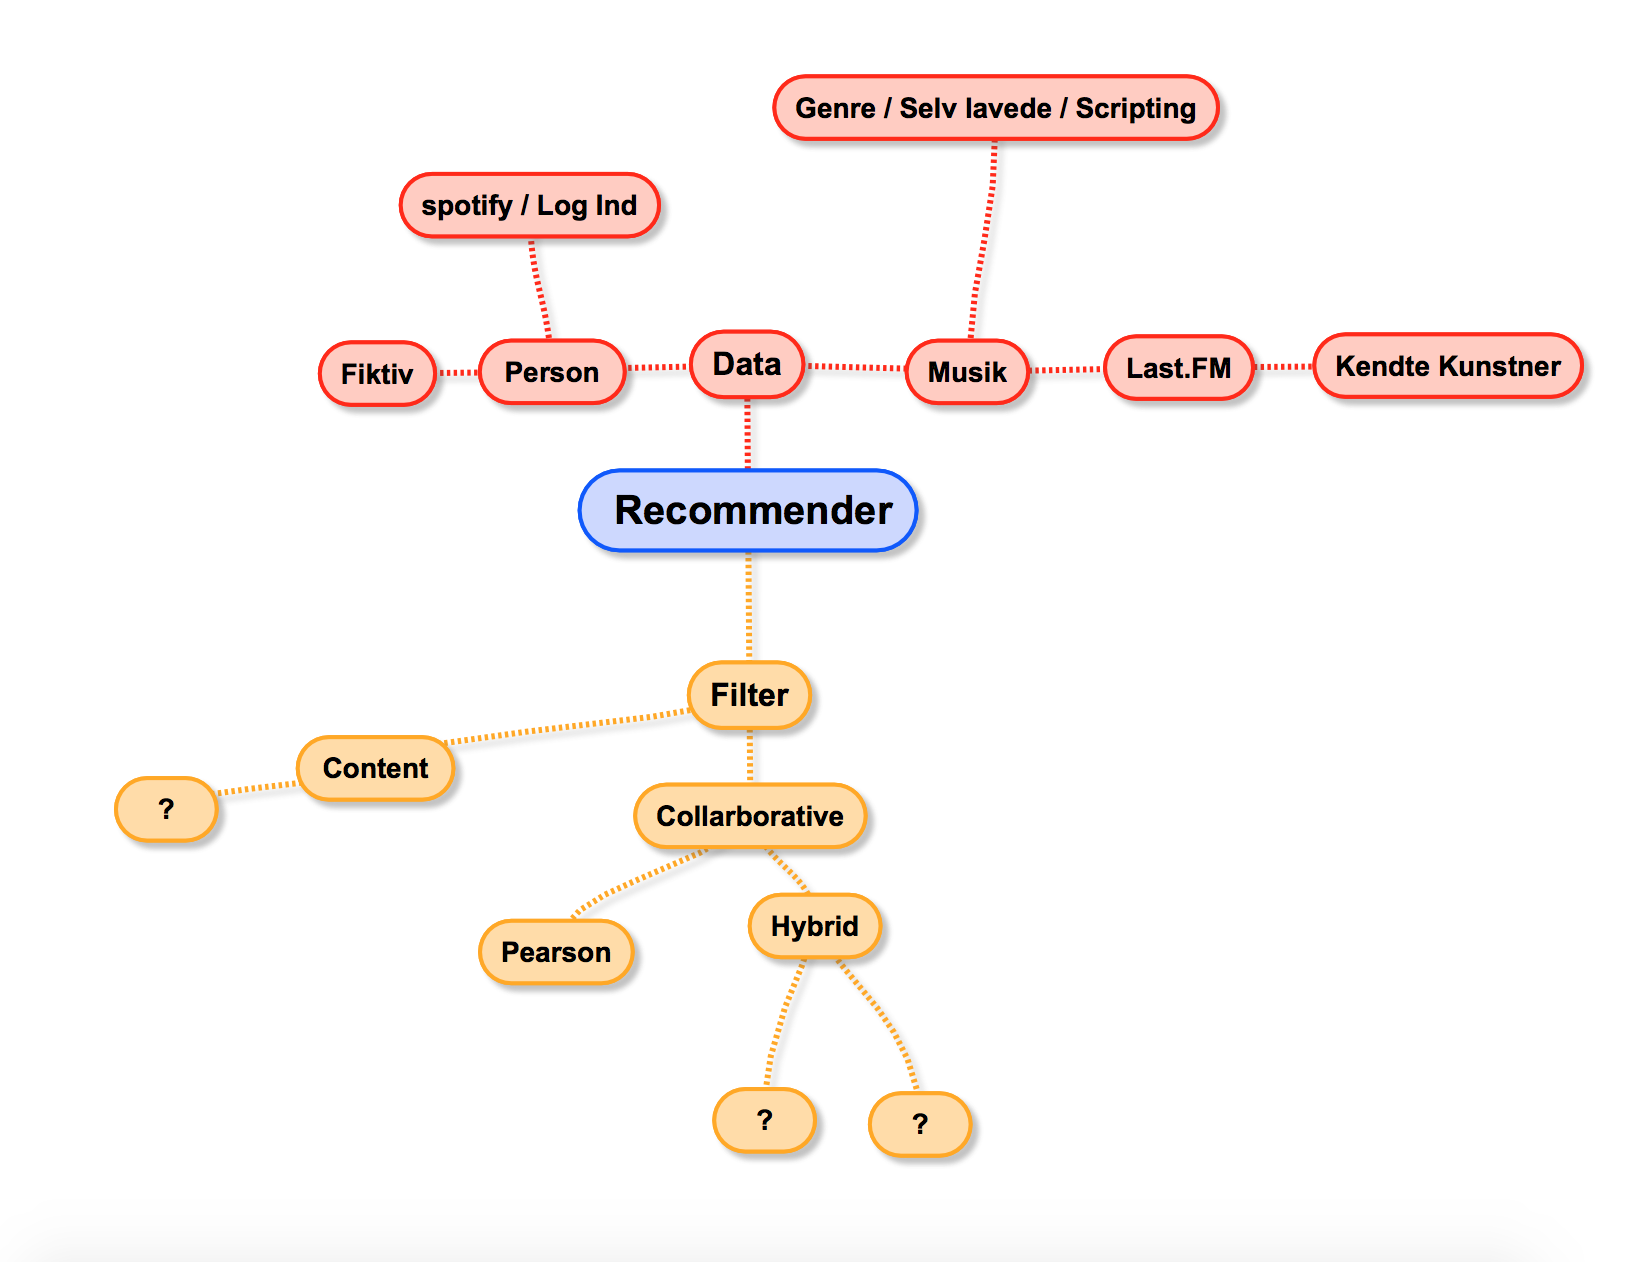 Genre / Selv lavede / Scripting
spotify / Log Ind
Fiktiv
Person
Data
Musik
Last.FM
Kendte Kunstner
Recommender
Filter
Content
?
Collarborative
Pearson
Hybrid
?
?